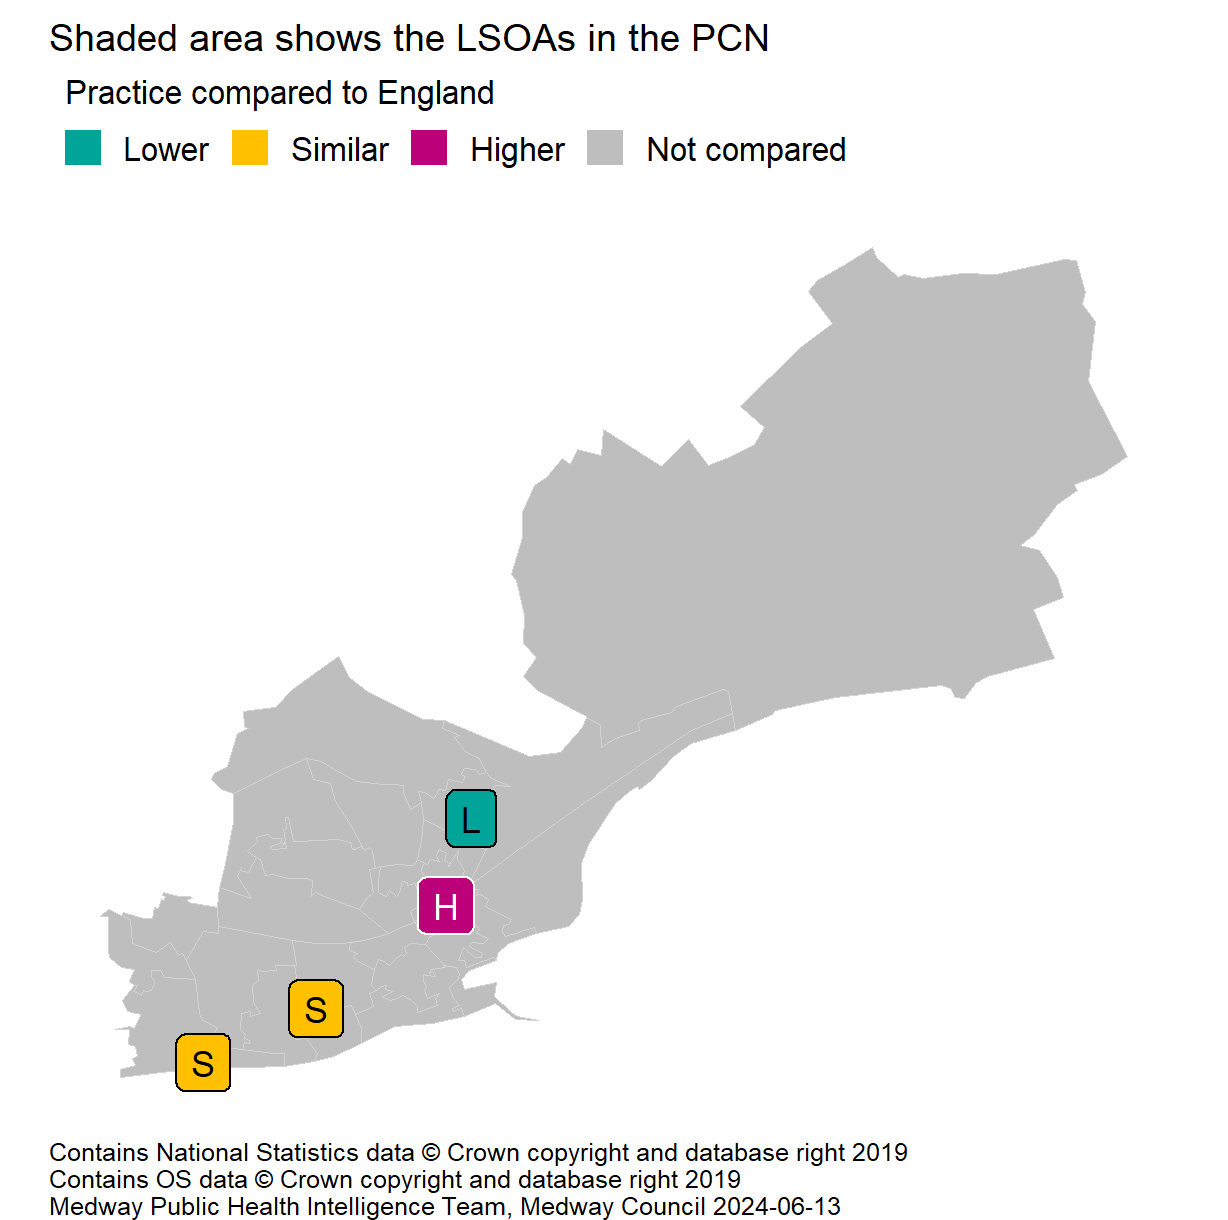 Shaded area shows the LSOAs in the PCN
Practice compared to England
Lower Similar Higher Not compared
L
H
S
S
Contains National Statistics data © Crown copyright and database right 2019
Contains OS data © Crown copyright and database right 2019
Medway Public Health Intelligence Team, Medway Council 2024-06-13